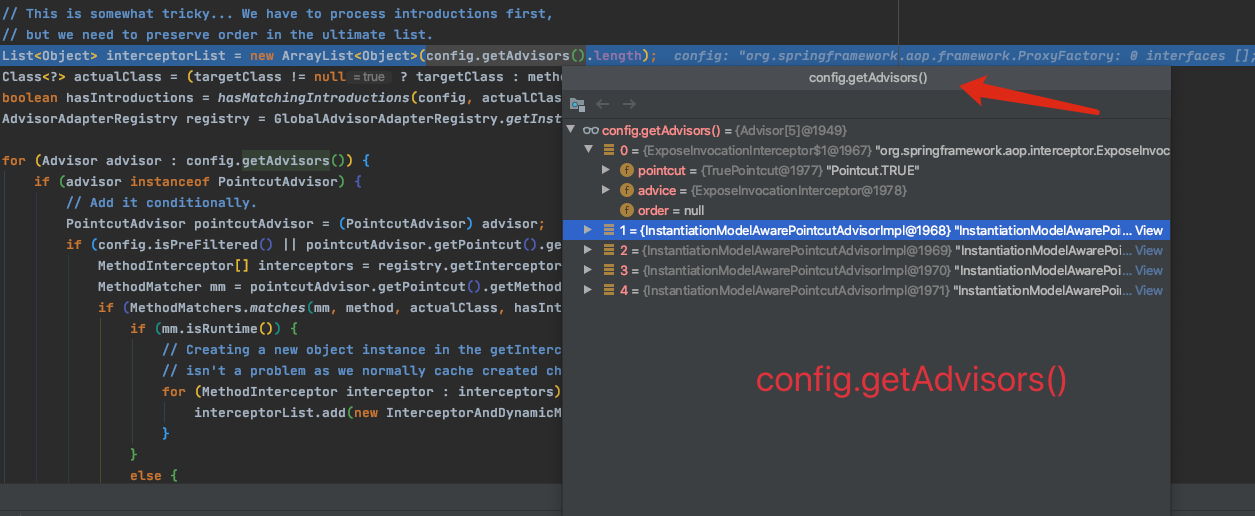 // This is somewhat tricky... We have to process introductions first,
// but we need to preserve order in the ultimate list.
List<Object> interceptorList = new ArrayList<Object>(config.getAdvisors().length); config: "org.springframework.aop.framework.ProxyFactory: 0 interfaces [];
Class<?> actualClass = (targetClass != null = true ? targetClass : metho
boolean hasIntroductions = hasMatchingIntroductions(config, actualClas
AdvisorAdapterRegistry registry = GlobalAdvisorAdapterRegistry.getInst
for (Advisor advisor : config.getAdvisors()) {
if (advisor instanceof PointcutAdvisor) {
// Add it conditionally.
PointcutAdvisor pointcutAdvisor = (PointcutAdvisor) advisor;
if (config.isPreFiltered() || pointcutAdvisor.getPointcut().ge
MethodInterceptor[] interceptors = registry.getInterceptor
MethodMatcher mm = pointcutAdvisor.getPointcut().getMethod
if (MethodMatchers.matches(mm, method, actualClass, hasInt
if (mm.isRuntime()) {
// Creating a new object instance in the getInterc
// isn't a problem as we normally cache created ch
for (MethodInterceptor interceptor : interceptors)
interceptorList.add(new InterceptorAndDynamicM
}
}
else {
config.getAdvisors()
config.getAdvisors() = {Advisor[5]@1949}
0 = {ExposeInvocationInterceptor$1@1967} "org.springframework.aop.interceptor.ExposeInvoc
pointcut = {TruePointcut@1977} "Pointcut.TRUE"
advice = {ExposeInvocationInterceptor@1978}
order = null
1 = {InstantiationModelAwarePointcutAdvisorImpl@1968} "InstantiationModelAwarePoi... View
2 = {InstantiationModelAwarePointcutAdvisorImpl@1969} "InstantiationModelAwarePoi... View
3 = {InstantiationModelAwarePointcutAdvisorImpl@1970} "InstantiationModelAwarePoi... View
4 = {InstantiationModelAwarePointcutAdvisorImpl@1971} "InstantiationModelAwarePoi... View
config.getAdvisors()